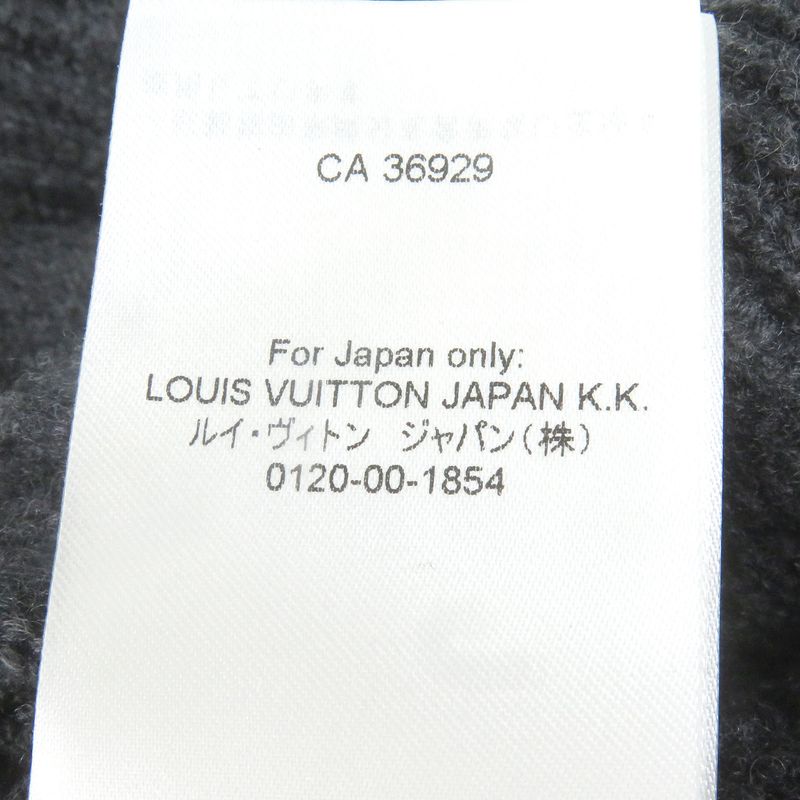 CA 36929
For Japan only:
LOUIS VUITTON JAPAN K.K.
ルイ・ヴィトン ジャパン(株)
0120-00-1854